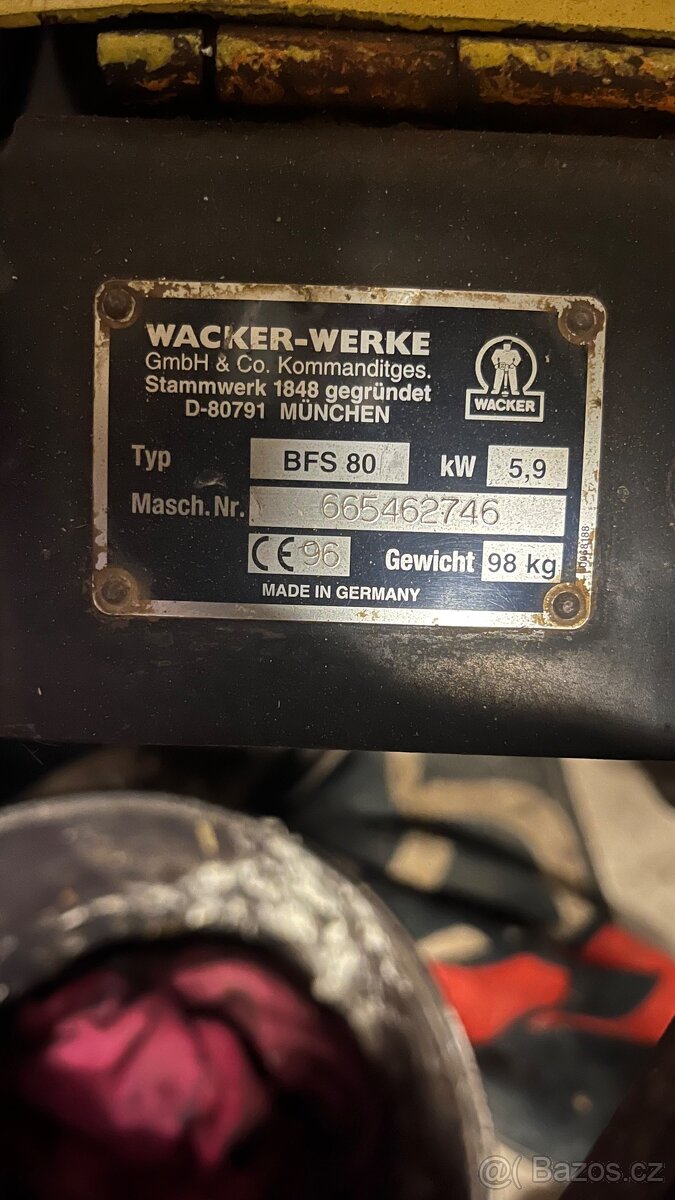 WACKER-WERKE
GmbH & Co. Kommanditges.
Stammwerk 1848 gegründet
D-80791 MÜNCHEN
WACKER
Typ BFS 80 kW 5,9
Masch.Nr. 665462746
CE 96 Gewicht 98 kg
MADE IN GERMANY
Bazoš.cz